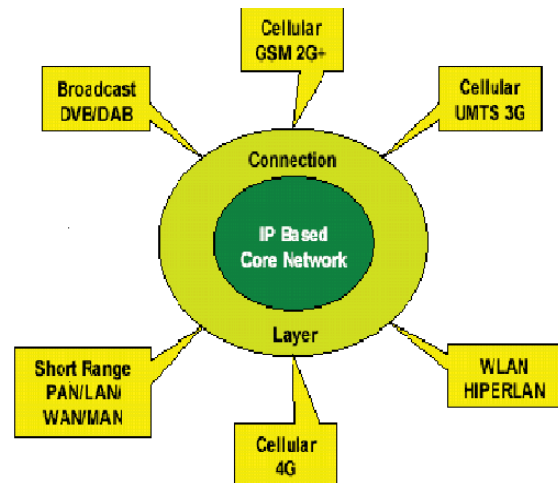 Cellular
GSM 2G+
Broadcast
DVB/DAB
Cellular
UMTS 3G
Connection
IP Based
Core Network
Layer
Short Range
PAN/LAN/
WAN/MAN
WLAN
HIPERLAN
Cellular
4G